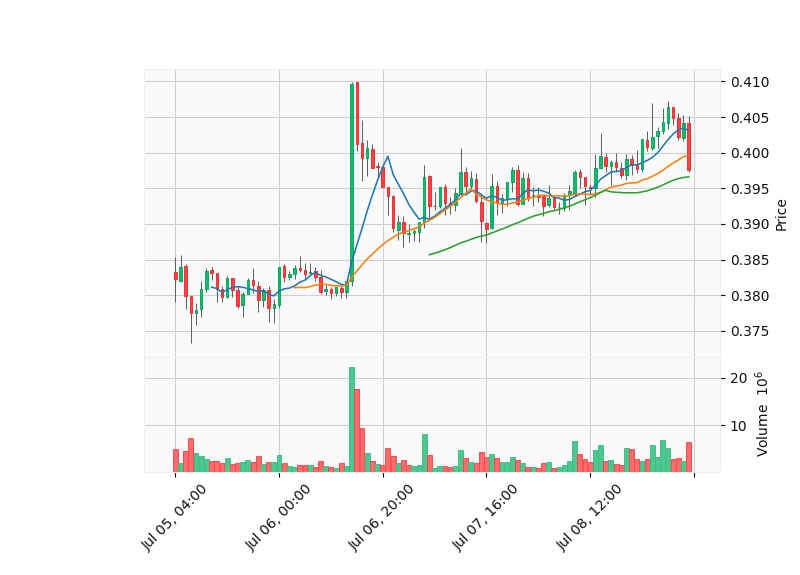 0.410
0.405
0.400
0.395
0.390
0.385
0.380
0.375
Price
20
10
Volume 10^6
Jul 05, 04:00
Jul 06, 00:00
Jul 06, 20:00
Jul 07, 16:00
Jul 08, 12:00